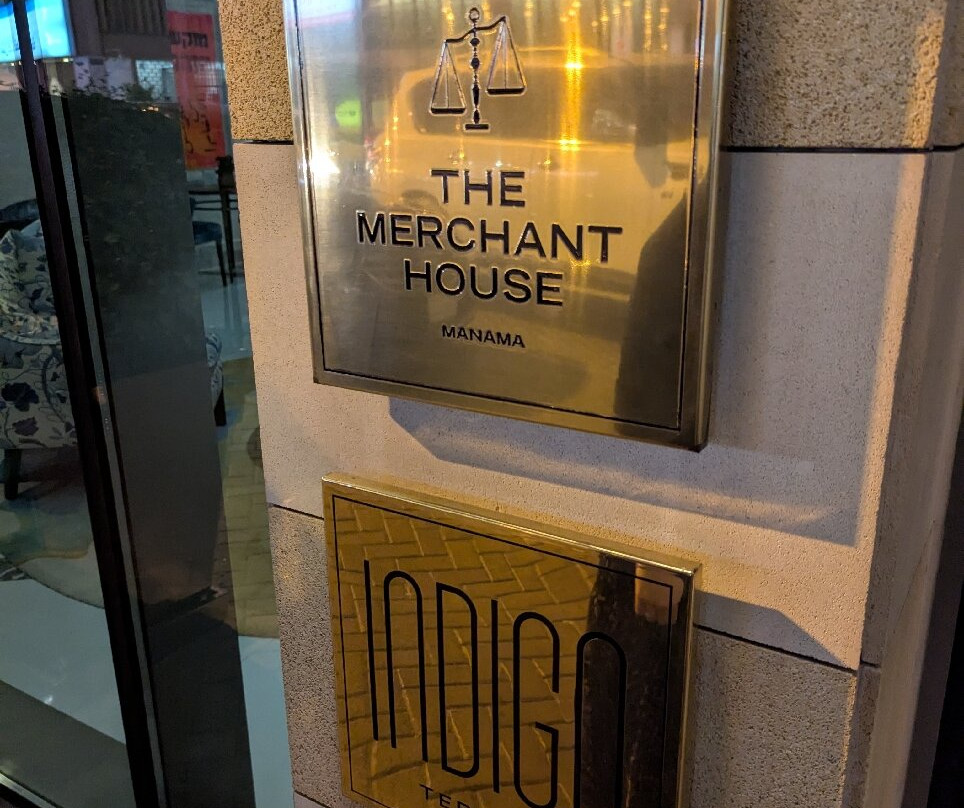 THE
MERCHANT
HOUSE
MANAMA
INDIGO